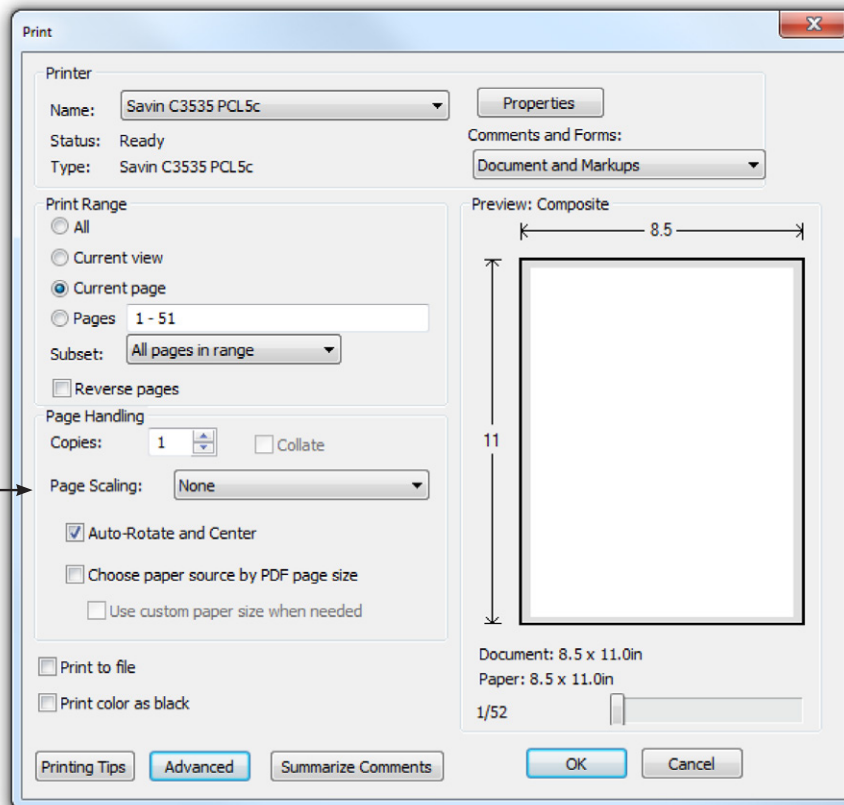 Print
Printer
Name: Savin C3535 PCL5c Properties
Status: Ready Comments and Forms:
Type: Savin C3535 PCL5c Document and Markups
Print Range
All
Current view
Current page
Pages 1 - 51
Subset: All pages in range
Reverse pages
Page Handling
Copies: 1 Collate
Page Scaling: None
Auto-Rotate and Center
Choose paper source by PDF page size
Use custom paper size when needed
Print to file
Print color as black
Preview: Composite
8.5
11
Document: 8.5 x 11.0in
Paper: 8.5 x 11.0in
1/52
Printing Tips Advanced Summarize Comments OK Cancel